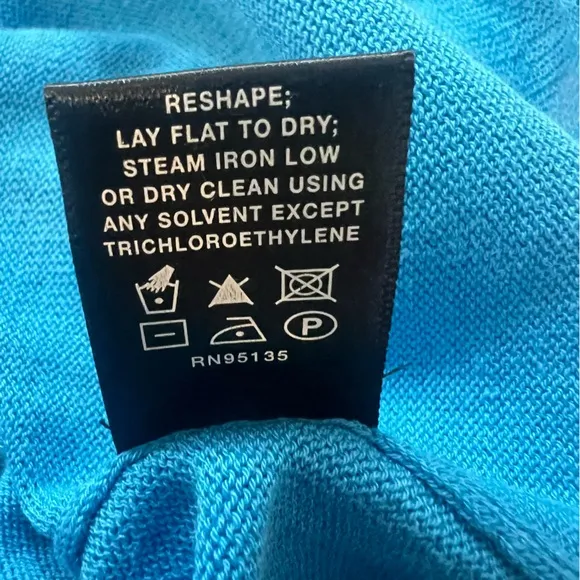 RESHAPE;
LAY FLAT TO DRY;
STEAM IRON LOW
OR DRY CLEAN USING
ANY SOLVENT EXCEPT
TRICHLOROETHYLENE
P
RN95135